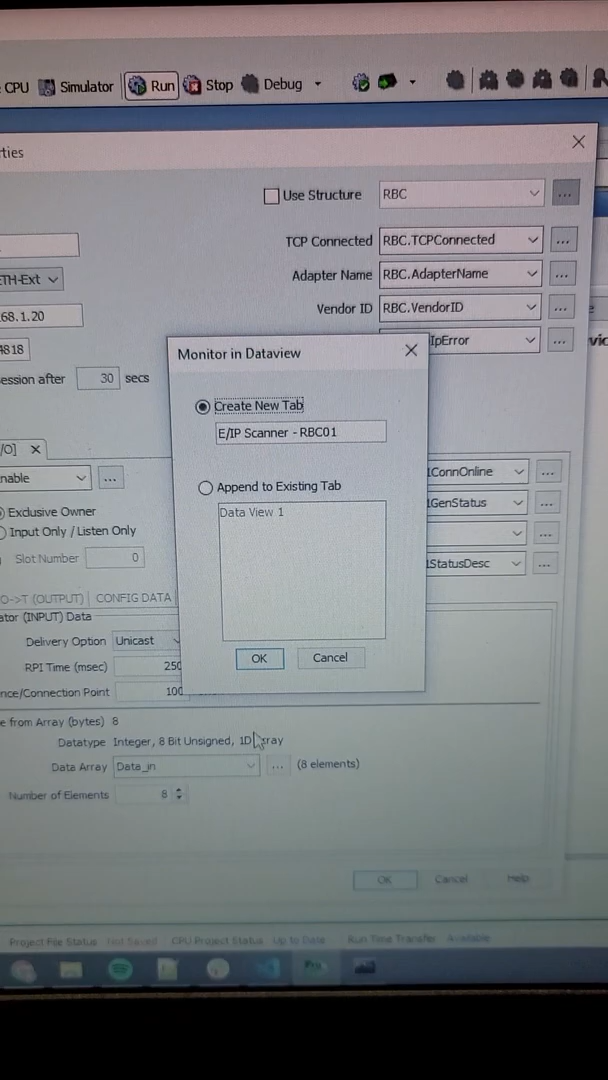 CPU Simulator Run Stop Debug
rties
Use Structure RBC ...
TCP Connected RBC.TCPConnected ...
ETH-Ext Adapter Name RBC.AdapterName ...
68.1.20 Vendor ID RBC.VendorID ...
4818 IpError ...
ession after 30 secs
Monitor in Dataview
Create New Tab
E/IP Scanner - RBC01
Append to Existing Tab
Data View 1
OK Cancel
/O]
nable ... ConnOnline ...
Exclusive Owner GenStatus ...
Input Only / Listen Only ...
Slot Number 0 StatusDesc ...
O->T (OUTPUT) CONFIG DATA
ator (INPUT) Data
Delivery Option Unicast
RPI Time (msec) 250
nce/Connection Point 100
e from Array (bytes) 8
Datatype Integer, 8 Bit Unsigned, 1D Array
Data Array Data_in ... (8 elements)
Number of Elements 8
OK Cancel Help
Project File Status Not Saved CPU Project Status Up to Date Run Time Transfer Available